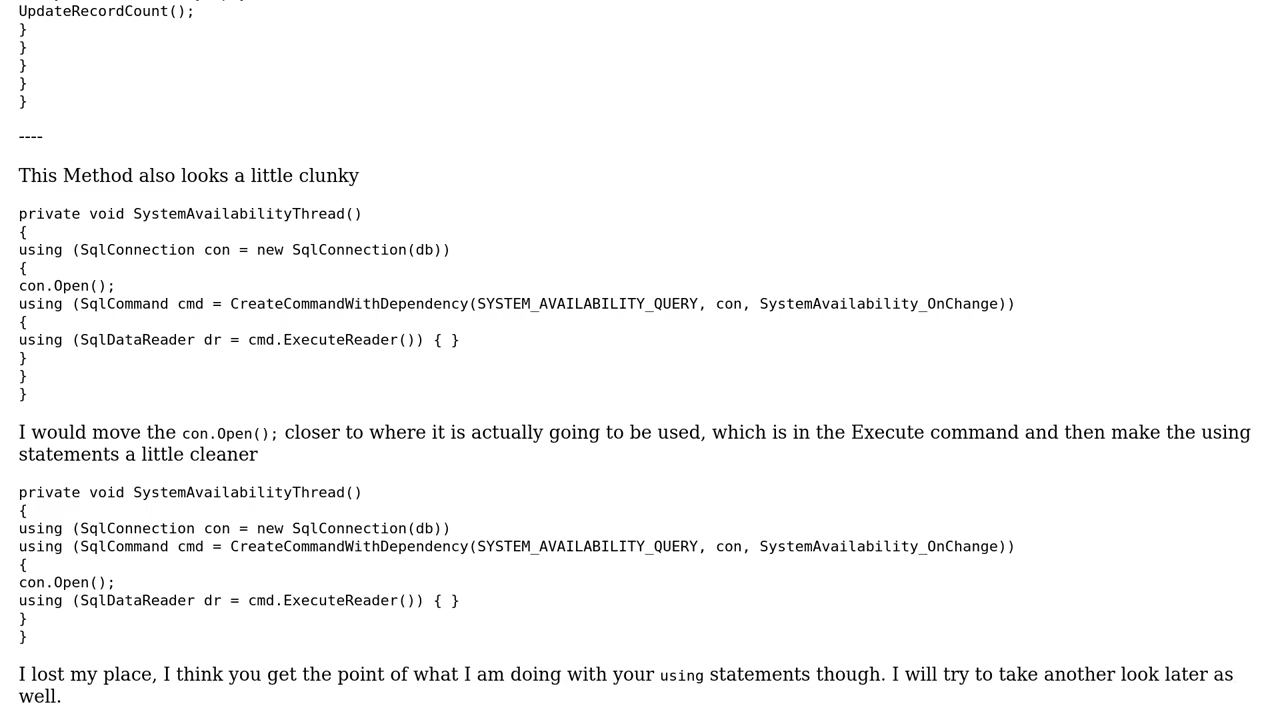 UpdateRecordCount();
}
}
}
}
}
----
This Method also looks a little clunky
private void SystemAvailabilityThread()
{
using (SqlConnection con = new SqlConnection(db))
{
con.Open();
using (SqlCommand cmd = CreateCommandWithDependency(SYSTEM_AVAILABILITY_QUERY, con, SystemAvailability_OnChange))
{
using (SqlDataReader dr = cmd.ExecuteReader()) { }
}
}
}
I would move the con.Open(); closer to where it is actually going to be used, which is in the Execute command and then make the using
statements a little cleaner
private void SystemAvailabilityThread()
{
using (SqlConnection con = new SqlConnection(db))
using (SqlCommand cmd = CreateCommandWithDependency(SYSTEM_AVAILABILITY_QUERY, con, SystemAvailability_OnChange))
{
con.Open();
using (SqlDataReader dr = cmd.ExecuteReader()) { }
}
}
I lost my place, I think you get the point of what I am doing with your using statements though. I will try to take another look later as
well.